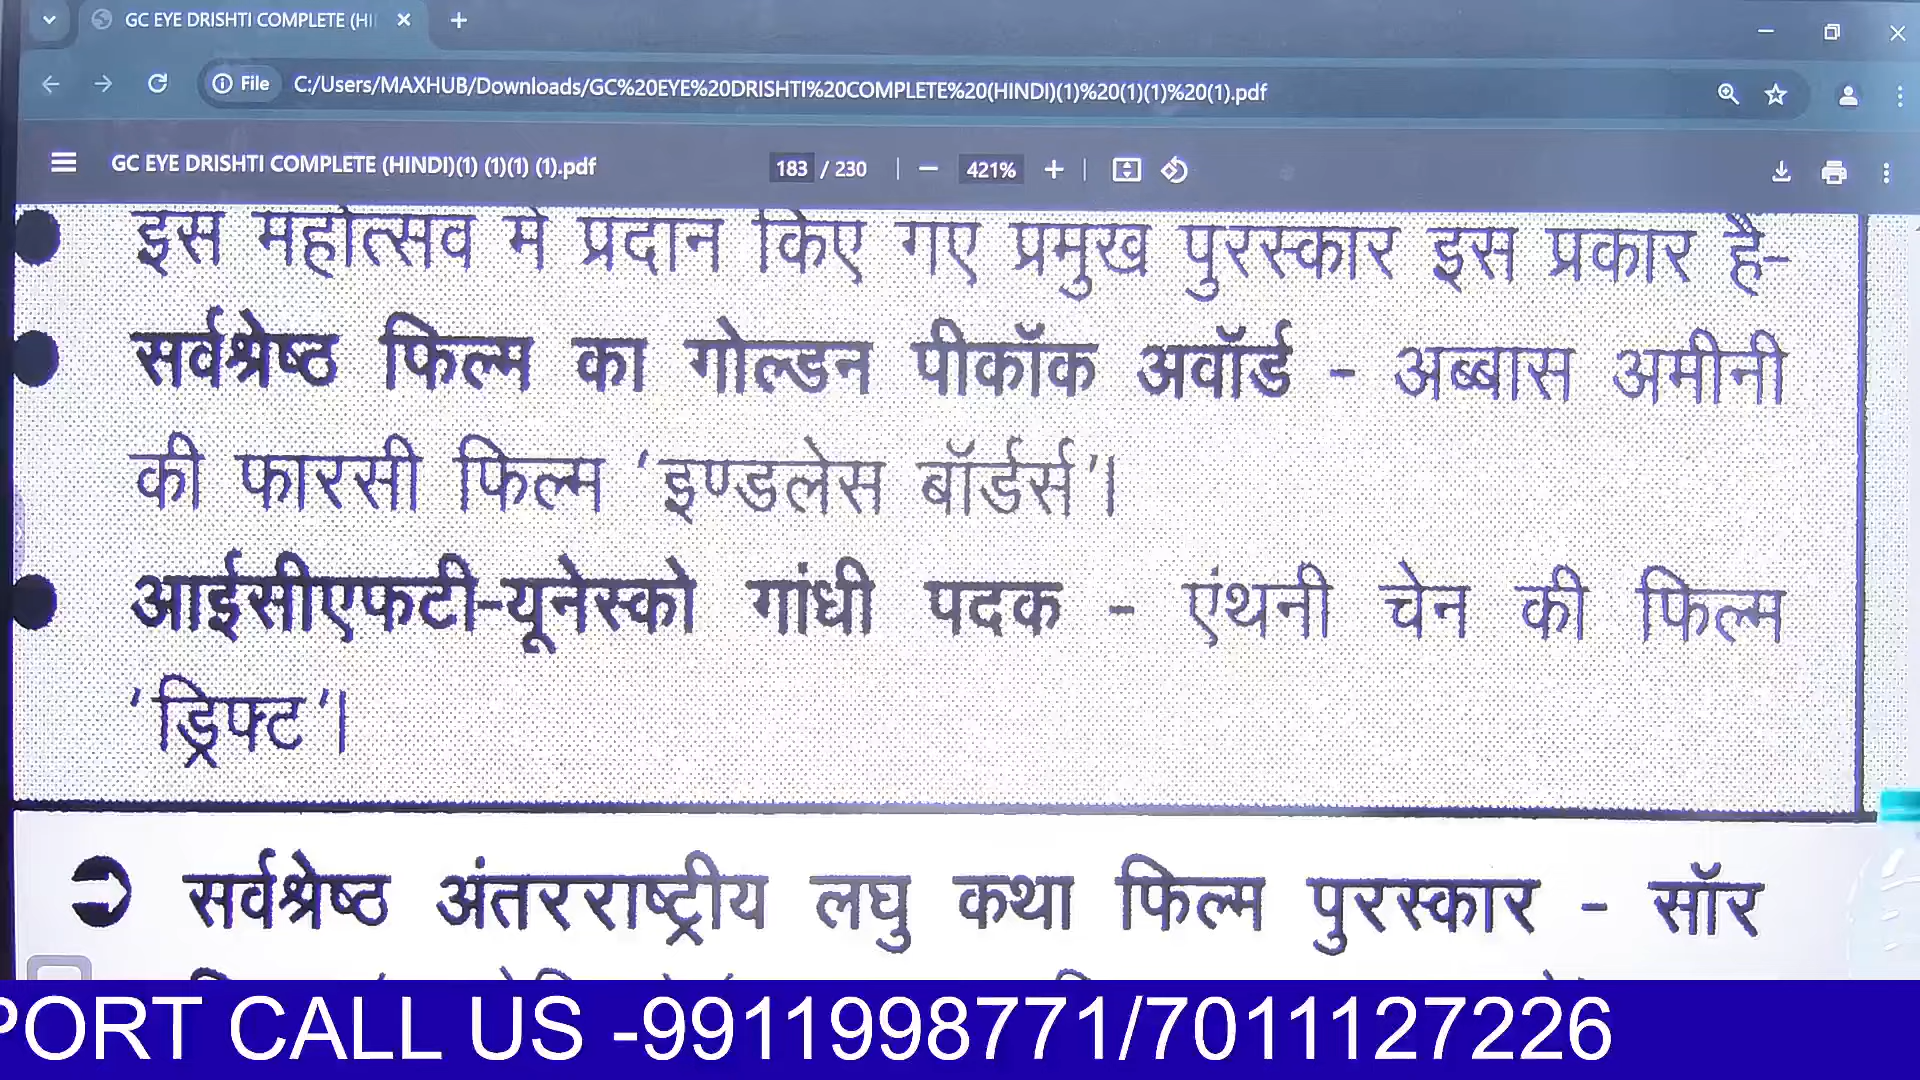 GC EYE DRISHTI COMPLETE (HI
File C:/Users/MAXHUB/Downloads/GC%20EYE%20DRISHTI%20COMPLETE%20(HINDI)(1)%20(1)(1)%20(1).pdf
GC EYE DRISHTI COMPLETE (HINDI)(1) (1)(1) (1).pdf 183 / 230 421%
इस महोत्सव में प्रदान किए गए प्रमुख पुरस्कार इस प्रकार हैं-
सर्वश्रेष्ठ फिल्म का गोल्डन पीकॉक अवॉर्ड - अब्बास अमीनी
की फारसी फिल्म 'इण्डलेस बॉर्डर्स'।
आईसीएफटी-यूनेस्को गांधी पदक - एंथनी चेन की फिल्म
'ड्रिफ्ट'।
सर्वश्रेष्ठ अंतरराष्ट्रीय लघु कथा फिल्म पुरस्कार - सॉर
PORT CALL US -9911998771/7011127226